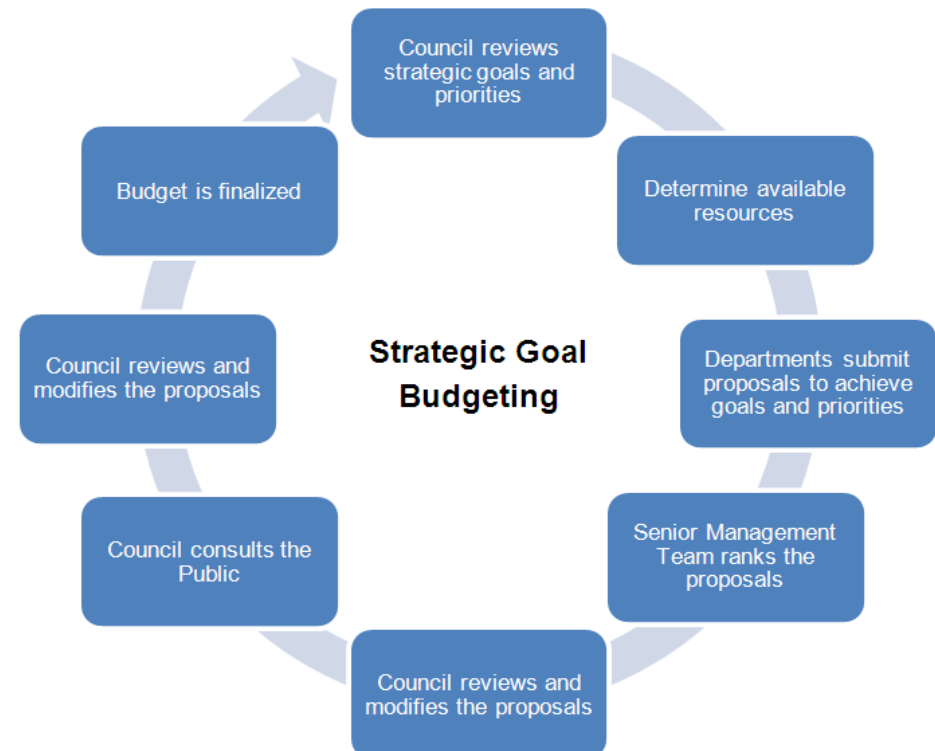 Council reviews
strategic goals and
priorities
Determine available
resources
Departments submit
proposals to achieve
goals and priorities
Senior Management
Team ranks the
proposals
Council reviews and
modifies the proposals
Council consults the
Public
Council reviews and
modifies the proposals
Budget is finalized
Strategic Goal
Budgeting